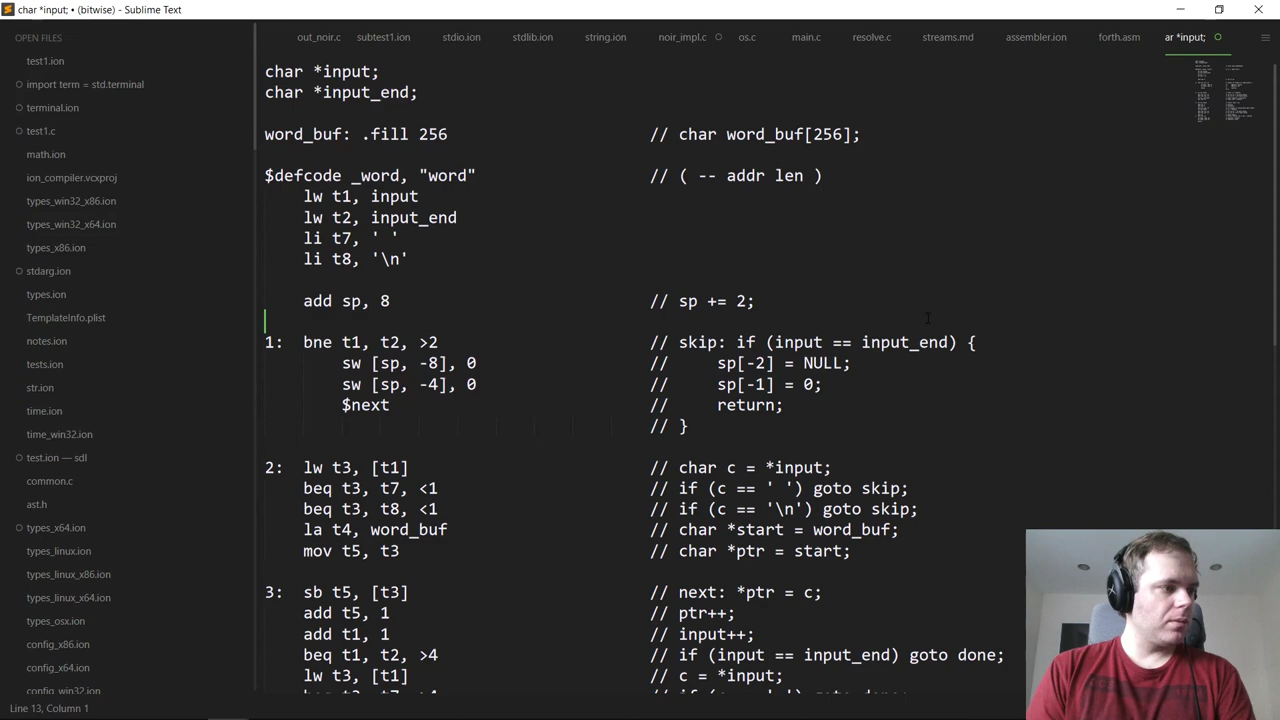 char *input; • (bitwise) - Sublime Text
OPEN FILES
test1.ion
import term = std.terminal
terminal.ion
test1.c
math.ion
ion_compiler.vcxproj
types_win32_x86.ion
types_win32_x64.ion
types_x86.ion
stdarg.ion
types.ion
TemplateInfo.plist
notes.ion
tests.ion
str.ion
time.ion
time_win32.ion
test.ion — sdl
common.c
ast.h
types_x64.ion
types_linux.ion
types_linux_x86.ion
types_linux_x64.ion
types_osx.ion
config_x86.ion
config_x64.ion
config_win32.ion
out_noir.c subtest1.ion stdio.ion stdlib.ion string.ion noir_impl.c os.c main.c resolve.c streams.md assembler.ion forth.asm ar *input;
char *input;
char *input_end;
word_buf: .fill 256 // char word_buf[256];
$defcode _word, "word" // ( -- addr len )
lw t1, input
lw t2, input_end
li t7, ' '
li t8, '\n'
add sp, 8 // sp += 2;
1: bne t1, t2, >2 // skip: if (input == input_end) {
sw [sp, -8], 0 // sp[-2] = NULL;
sw [sp, -4], 0 // sp[-1] = 0;
$next // return;
// }
2: lw t3, [t1] // char c = *input;
beq t3, t7, <1 // if (c == ' ') goto skip;
beq t3, t8, <1 // if (c == '\n') goto skip;
la t4, word_buf // char *start = word_buf;
mov t5, t3 // char *ptr = start;
3: sb t5, [t3] // next: *ptr = c;
add t5, 1 // ptr++;
add t1, 1 // input++;
beq t1, t2, >4 // if (input == input_end) goto done;
lw t3, [t1] // c = *input;
Line 13, Column 1